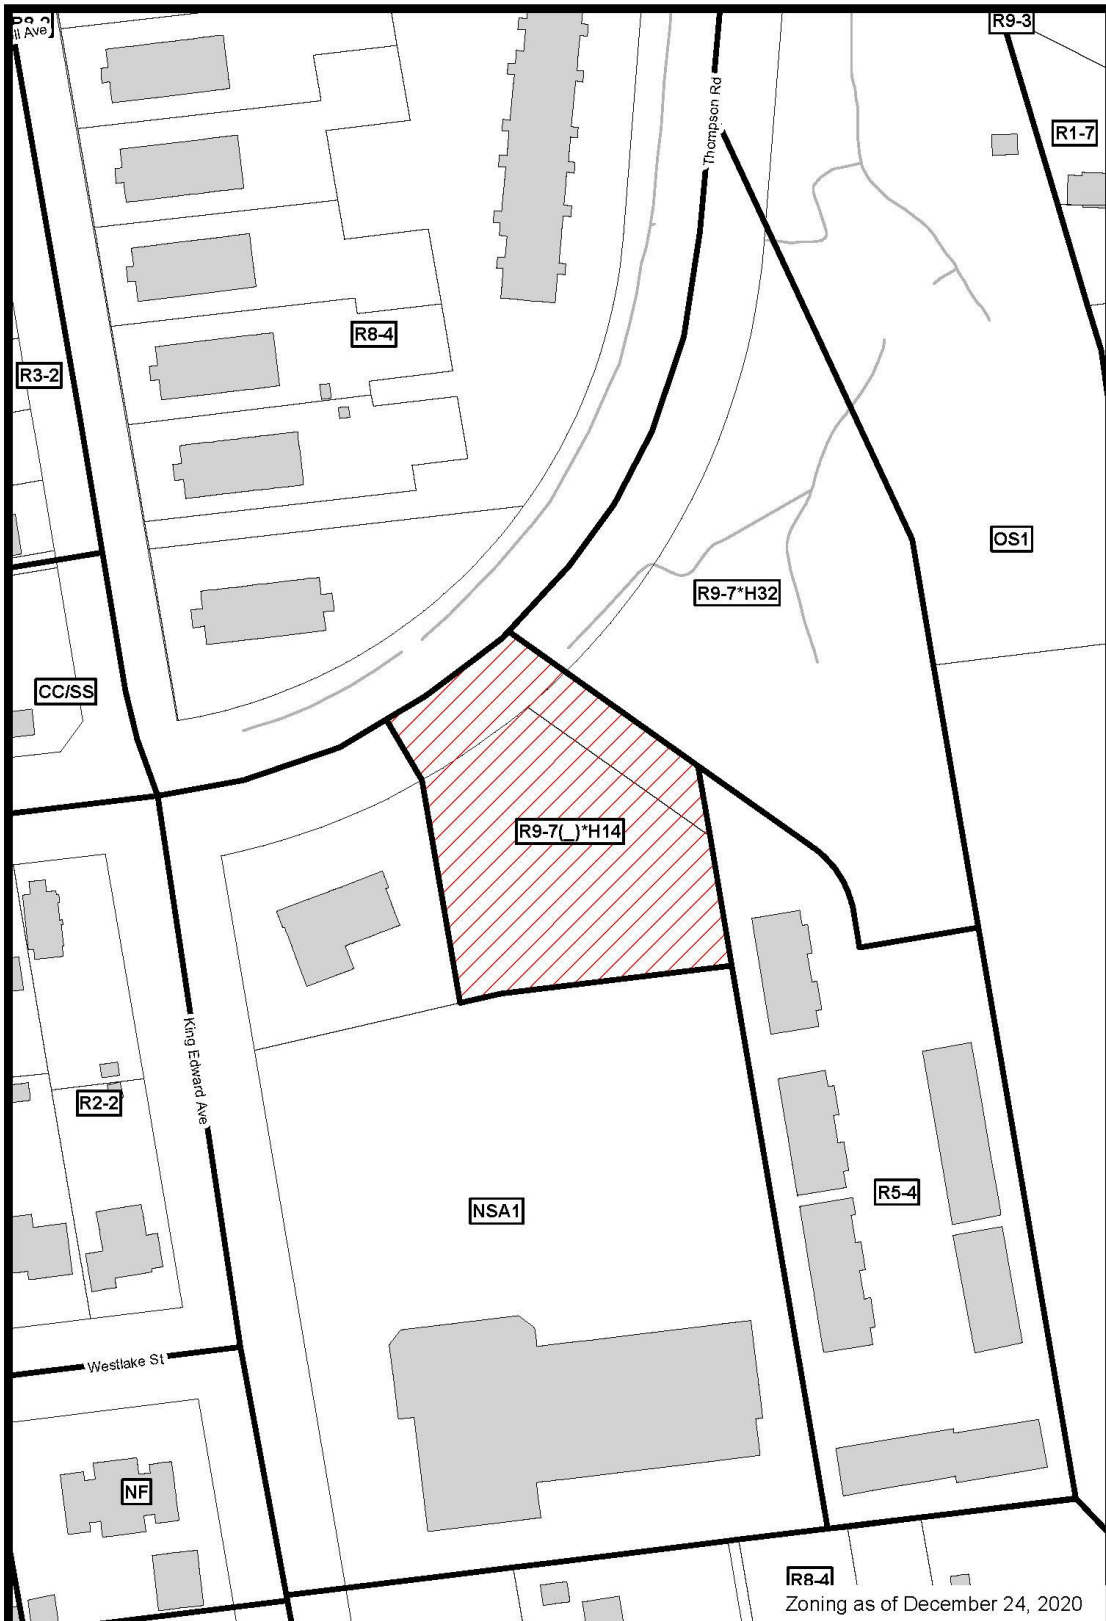 ll Ave
R9-3
Thompson Rd
R1-7
R8-4
R3-2
OS1
R9-7*H32
CC/SS
R9-7(_)*H14
King Edward Ave
R2-2
R5-4
NSA1
Westlake St
NF
R8-4
Zoning as of December 24, 2020